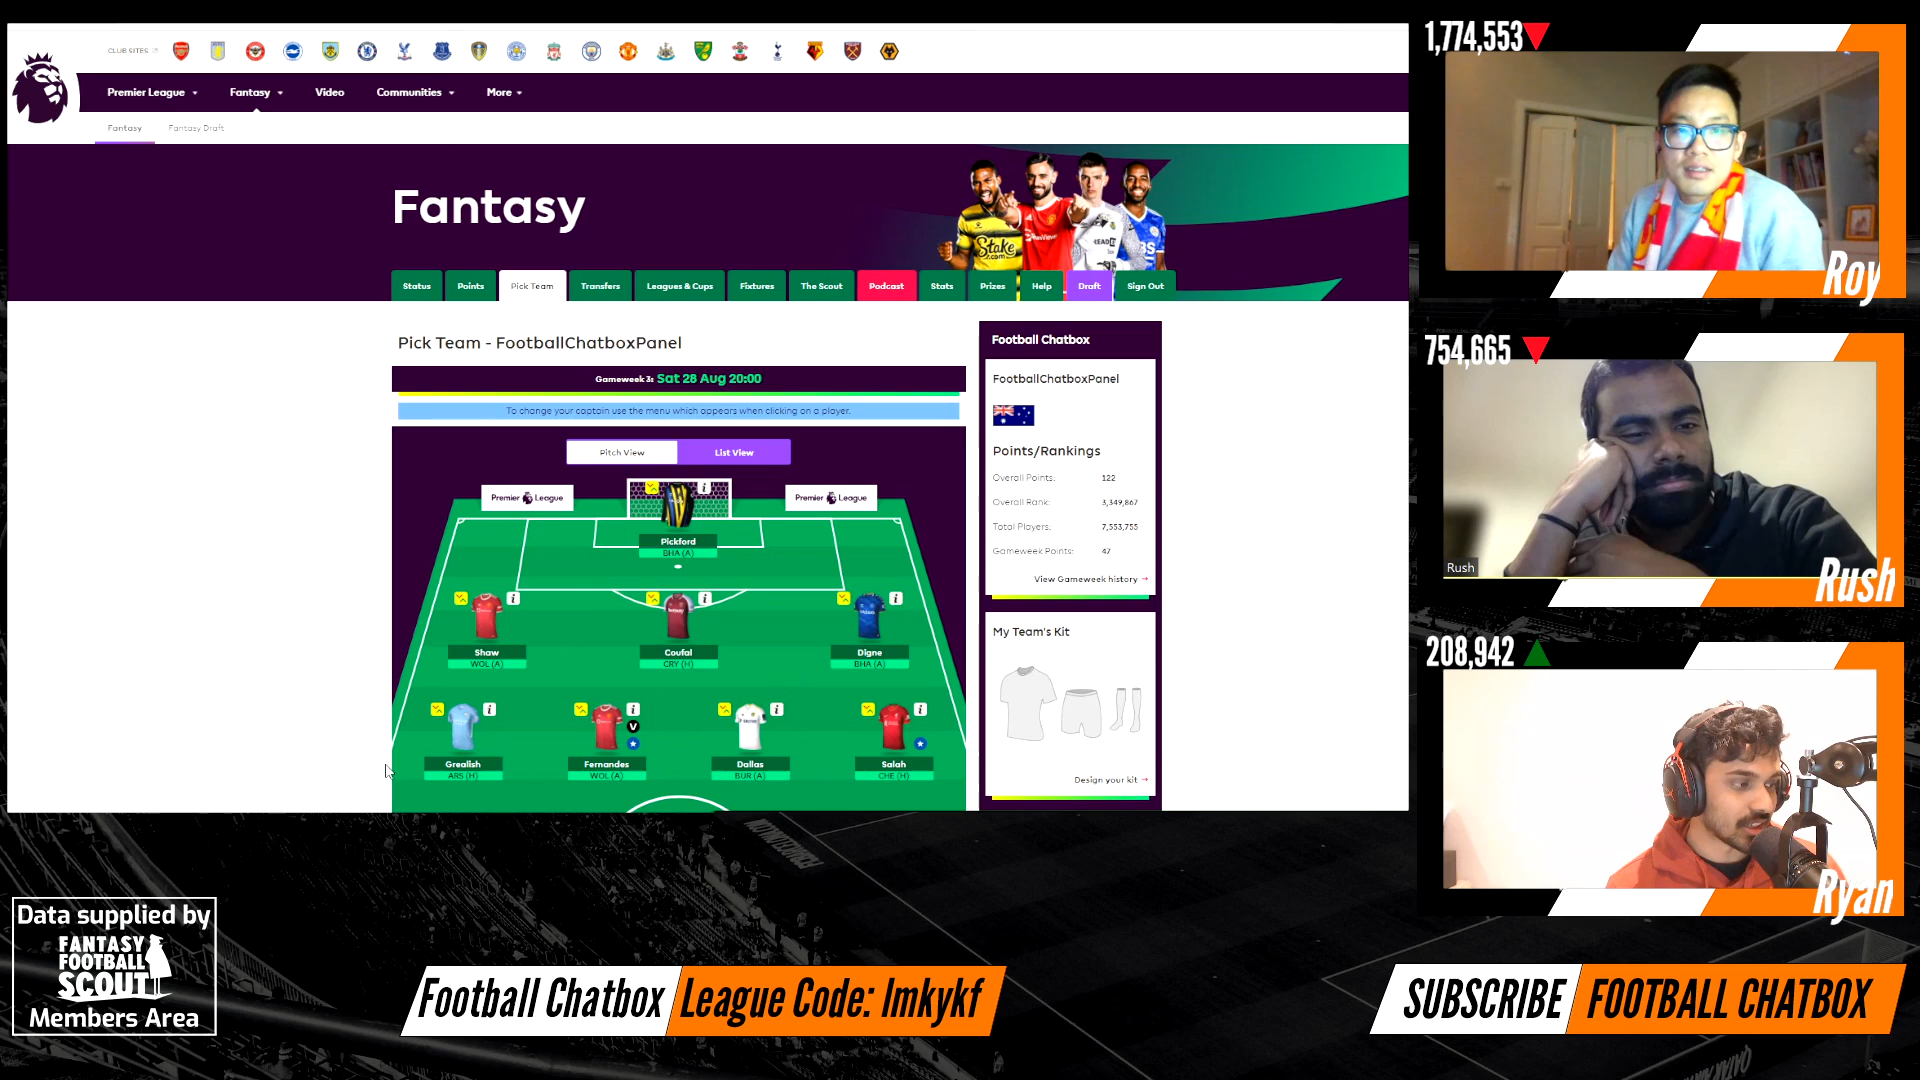 CLUB SITES
Premier League
Fantasy
Video
Communities
More
Fantasy
Fantasy Draft
Fantasy
Stake
.com
READ
Status
Points
Pick Team
Transfers
Leagues & Cups
Fixtures
The Scout
Podcast
Stats
Prizes
Help
Draft
Sign Out
Pick Team - FootballChatboxPanel
Gameweek 3: Sat 28 Aug 20:00
To change your captain use the menu which appears when clicking on a player.
Pitch View
List View
Premier League
Premier League
Pickford
BHA (A)
Shaw
WOL (A)
Coufal
CRY (H)
Digne
BHA (A)
Grealish
ARS (H)
V
Fernandes
WOL (A)
Dallas
BUR (A)
Salah
CHE (H)
Football Chatbox
FootballChatboxPanel
Points/Rankings
Overall Points: 122
Overall Rank: 3,349,867
Total Players: 7,553,755
Gameweek Points: 47
View Gameweek history →
My Team's Kit
Design your kit →
1,774,553
Roy
754,665
Rush
Rush
208,942
Ryan
Data supplied by
FANTASY
FOOTBALL
SCOUT
Members Area
Football Chatbox League Code: lmkykf
SUBSCRIBE FOOTBALL CHATBOX